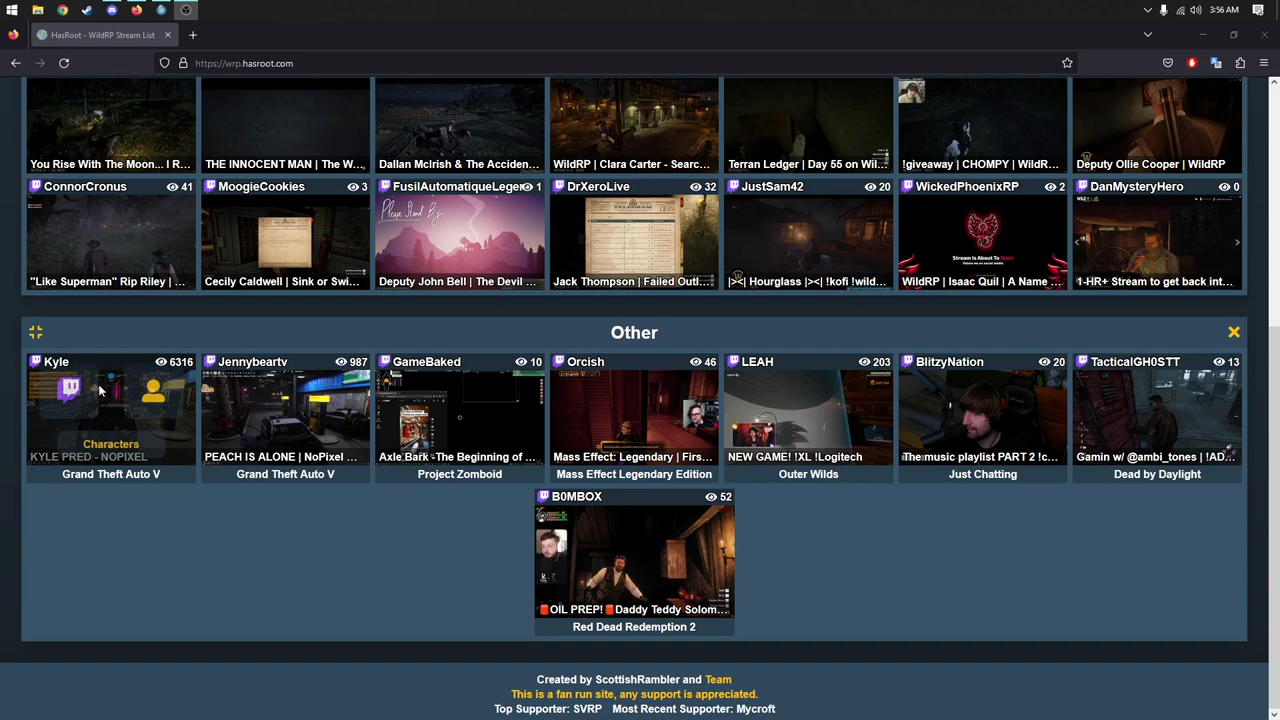 3:56 AM
HasRoot - WildRP Stream List
https://wrp.hasroot.com
You Rise With The Moon... I R...
THE INNOCENT MAN | The W...
Dallan McIrish & The Acciden...
WildRP | Clara Carter - Searc...
Terran Ledger | Day 55 on Wil...
!giveaway | CHOMPY | WildR...
Deputy Ollie Cooper | WildRP
ConnorCronus 41
MoogieCookies 3
FusilAutomatiqueLeger 1
DrXeroLive 32
JustSam42 20
WickedPhoenixRP 2
DanMysteryHero 0
Please Stand By
TELEGRAM
Stream Is About To Start
"Like Superman" Rip Riley | ...
Cecily Caldwell | Sink or Swi...
Deputy John Bell | The Devil ...
Jack Thompson | Failed Outl...
|><| Hourglass |><| !kofi !wild...
WildRP | Isaac Quil | A Name ...
1-HR+ Stream to get back int...
Other
Kyle 6316
Jennybeartv 987
GameBaked 10
Orcish 46
LEAH 203
BlitzyNation 20
TacticalGH0STT 13
Characters
KYLE PRED - NOPIXEL
PEACH IS ALONE | NoPixel ...
Axle Bark -The Beginning of ...
Mass Effect: Legendary | Firs...
NEW GAME! !XL !Logitech
The music playlist PART 2 !c...
Gamin w/ @ambi_tones | !AD...
Grand Theft Auto V
Grand Theft Auto V
Project Zomboid
Mass Effect Legendary Edition
Outer Wilds
Just Chatting
Dead by Daylight
B0MBOX 52
OIL PREP! Daddy Teddy Solom...
Red Dead Redemption 2
Created by ScottishRambler and Team
This is a fan run site, any support is appreciated.
Top Supporter: SVRP Most Recent Supporter: Mycroft